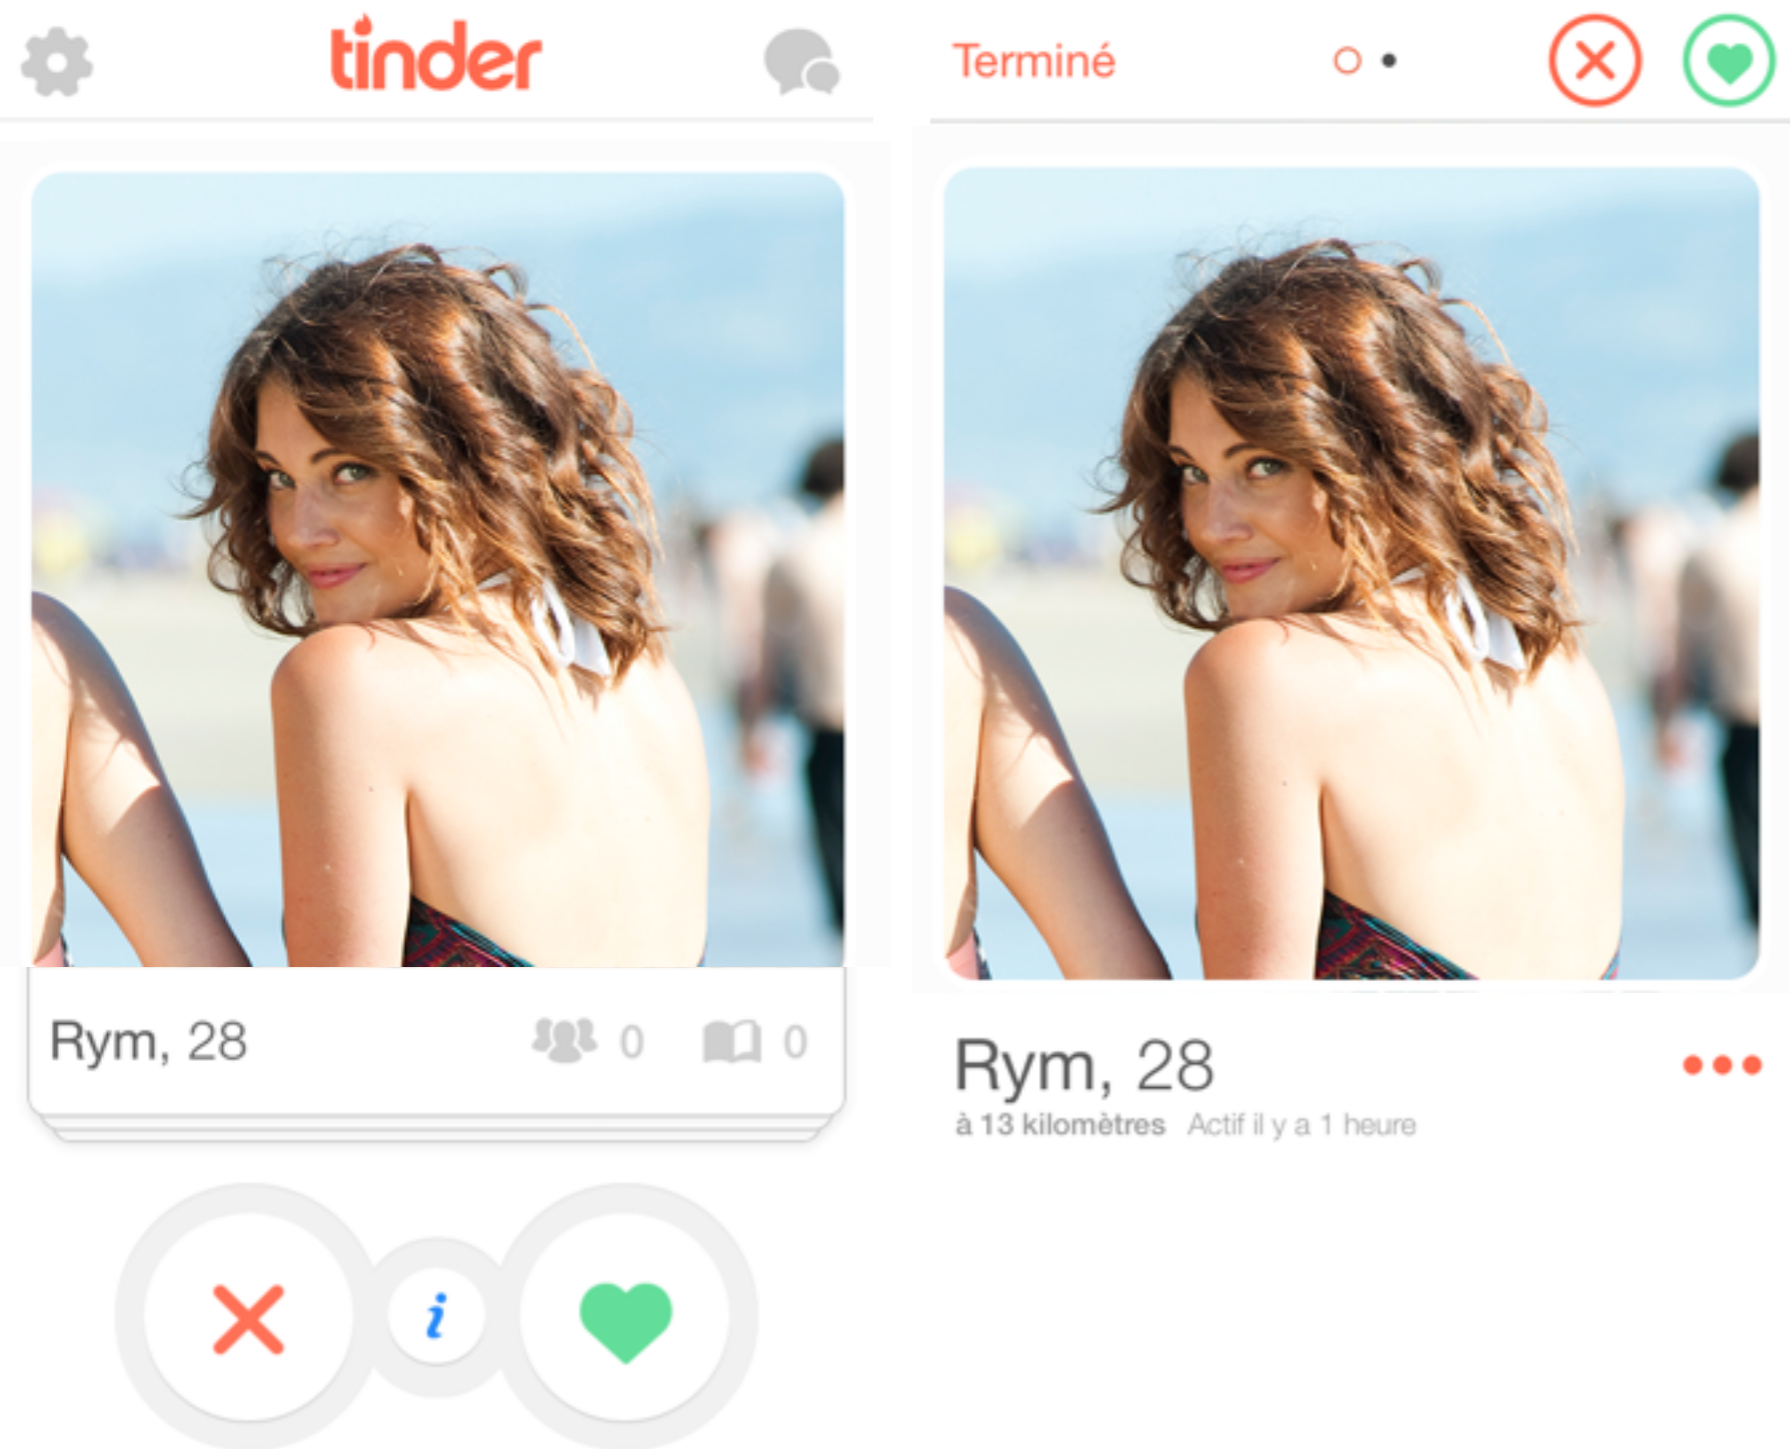 tinder
Rym, 28
0
0
i
Terminé
Rym, 28
à 13 kilomètres Actif il y a 1 heure